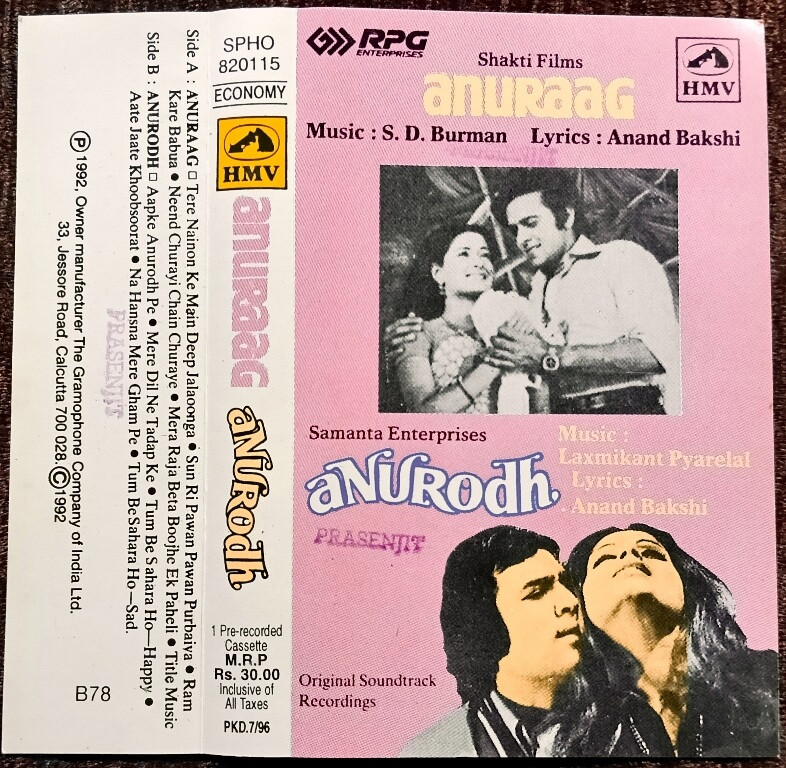 Side A : ANURAAG □ Tere Nainon Ke Main Deep Jalaoonga • Sun Ri Pawan Pawan Purbaiya • Ram
Kare Babua • Neend Churayi Chain Churaye • Mera Raja Beta Boojhe Ek Paheli • Title Music
Side B : ANURODH □ Aapke Anurodh Pe • Mere Dil Ne Tadap Ke • Tum Be Sahara Ho—Happy •
Aate Jaate Khoobsoorat • Na Hansna Mere Gham Pe • Tum Be Sahara Ho—Sad.
PRASENJIT
Ⓟ 1992, Owner manufacturer The Gramophone Company of India Ltd.
33, Jessore Road, Calcutta 700 028 © 1992
B78
SPHO
820115
ECONOMY
HMV
anuraag
anurodh
1 Pre-recorded
Cassette
M.R.P
Rs. 30.00
Inclusive of
All Taxes
PKD.7/96
RPG
ENTERPRISES
HMV
Shakti Films
anuraag
Music : S. D. Burman Lyrics : Anand Bakshi
Samanta Enterprises
anurodh
Music :
Laxmikant Pyarelal
Lyrics :
Anand Bakshi
PRASENJIT
Original Soundtrack
Recordings